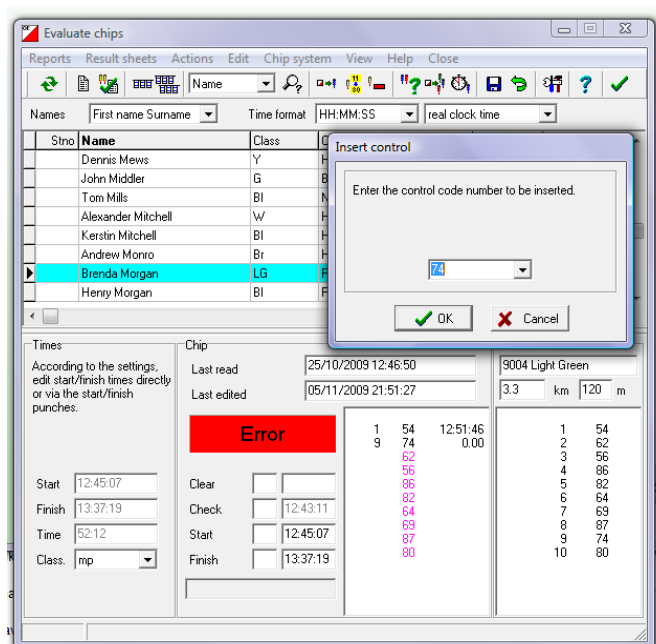 Evaluate chips
Reports Result sheets Actions Edit Chip system View Help Close
Name
Names First name Surname Time format HH:MM:SS real clock time
Stno Name Class
Dennis Mews Y
John Middler G
Tom Mills BI
Alexander Mitchell W
Kerstin Mitchell BI
Andrew Monro Br
Brenda Morgan LG
Henry Morgan BI
Insert control
Enter the control code number to be inserted.
74
OK Cancel
Times
According to the settings,
edit start/finish times directly
or via the start/finish
punches.
Start 12:45:07
Finish 13:37:19
Time 52:12
Class. mp
Chip
Last read 25/10/2009 12:46:50
Last edited 05/11/2009 21:51:27
Error
Clear
Check 12:43:11
Start 12:45:07
Finish 13:37:19
1 54 12:51:46
9 74 0.00
62
56
86
82
64
69
87
80
9004 Light Green
3.3 km 120 m
1 54
2 62
3 56
4 86
5 82
6 64
7 69
8 87
9 74
10 80